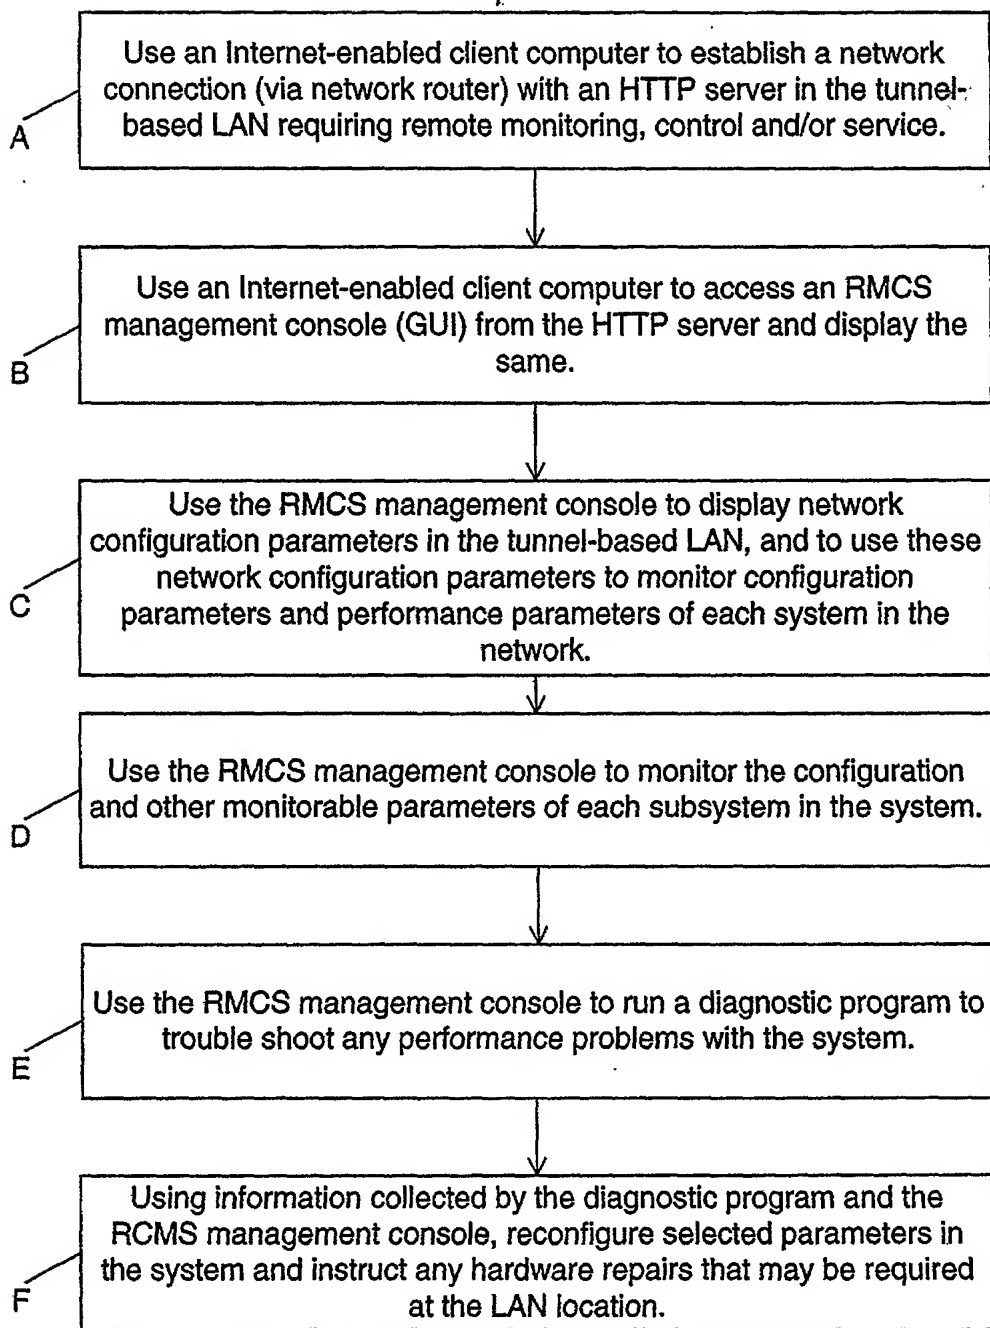 Use an Internet-enabled client computer to establish a network
connection (via network router) with an HTTP server in the tunnel-
based LAN requiring remote monitoring, control and/or service.
A
Use an Internet-enabled client computer to access an RMCS
management console (GUI) from the HTTP server and display the
same.
B
Use the RMCS management console to display network
configuration parameters in the tunnel-based LAN, and to use these
network configuration parameters to monitor configuration
parameters and performance parameters of each system in the
network.
C
Use the RMCS management console to monitor the configuration
and other monitorable parameters of each subsystem in the system.
D
Use the RMCS management console to run a diagnostic program to
trouble shoot any performance problems with the system.
E
Using information collected by the diagnostic program and the
RCMS management console, reconfigure selected parameters in
the system and instruct any hardware repairs that may be required
at the LAN location.
F